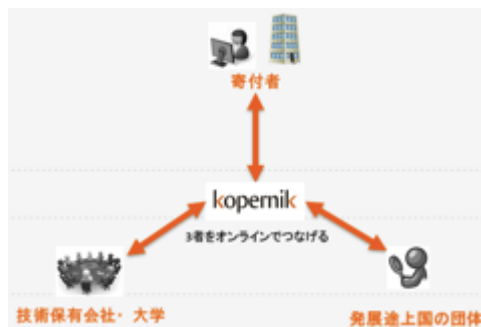 寄付者
kopernik
3者をオンラインでつなげる
技術保有会社・大学
発展途上国の団体